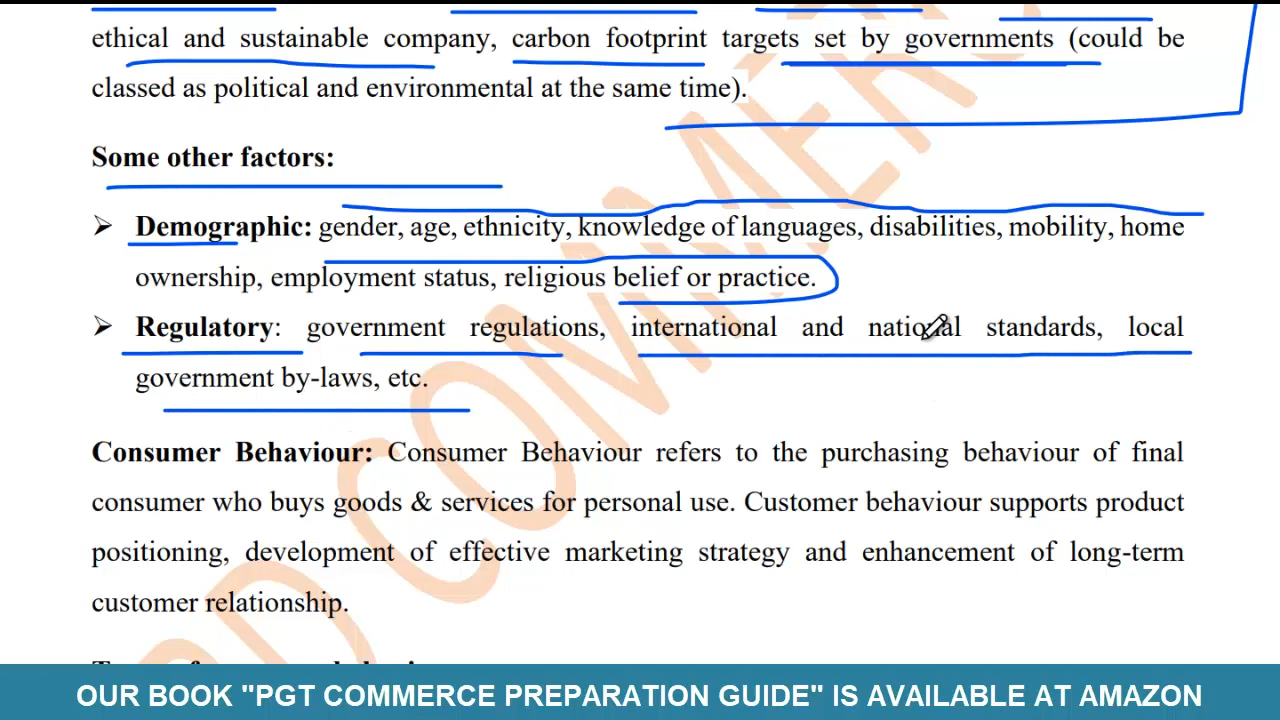 ethical and sustainable company, carbon footprint targets set by governments (could be
classed as political and environmental at the same time).
Some other factors:
➢ Demographic: gender, age, ethnicity, knowledge of languages, disabilities, mobility, home
ownership, employment status, religious belief or practice.
➢ Regulatory: government regulations, international and national standards, local
government by-laws, etc.
Consumer Behaviour: Consumer Behaviour refers to the purchasing behaviour of final
consumer who buys goods & services for personal use. Customer behaviour supports product
positioning, development of effective marketing strategy and enhancement of long-term
customer relationship.
OUR BOOK "PGT COMMERCE PREPARATION GUIDE" IS AVAILABLE AT AMAZON